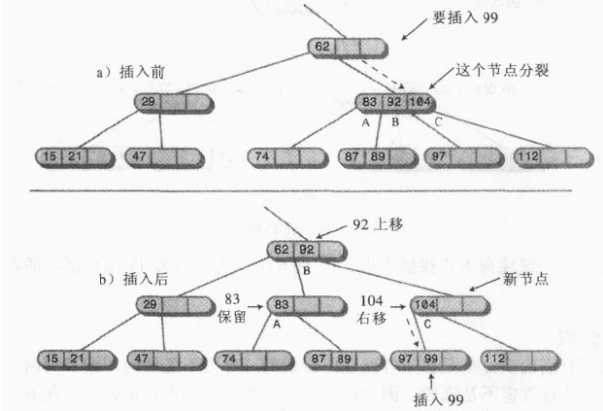 要插入 99
62
a）插入前
这个节点分裂
29
83 92 104
A B C
15 21
47
74
87 89
97
112
92 上移
62 92
B
b）插入后
新节点
29
83
保留
83
A
104
右移
104
C
15 21
47
74
87 89
97 99
112
插入 99